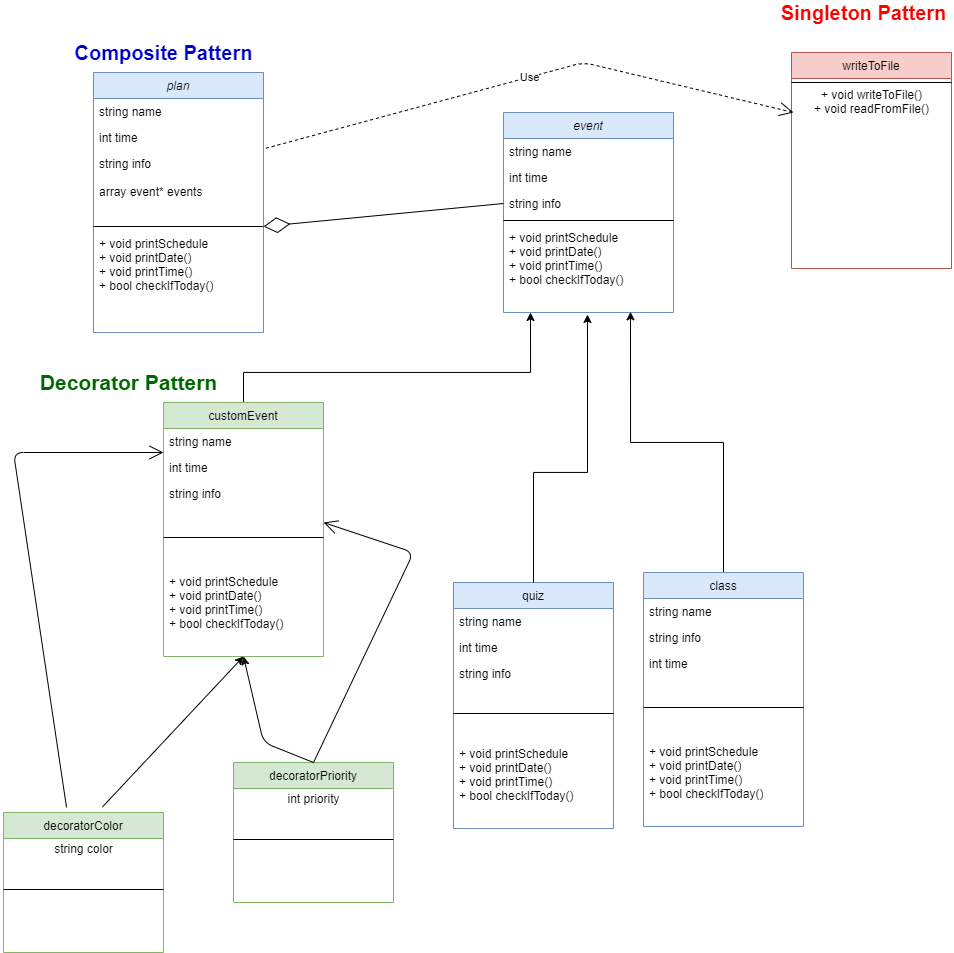 Singleton Pattern
Composite Pattern
plan
string name
int time
string info
array event* events
+ void printSchedule
+ void printDate()
+ void printTime()
+ bool checkIfToday()
Use
event
string name
int time
string info
+ void printSchedule
+ void printDate()
+ void printTime()
+ bool checkIfToday()
writeToFile
+ void writeToFile()
+ void readFromFile()
Decorator Pattern
customEvent
string name
int time
string info
+ void printSchedule
+ void printDate()
+ void printTime()
+ bool checkIfToday()
quiz
string name
int time
string info
+ void printSchedule
+ void printDate()
+ void printTime()
+ bool checkIfToday()
class
string name
string info
int time
+ void printSchedule
+ void printDate()
+ void printTime()
+ bool checkIfToday()
decoratorPriority
int priority
decoratorColor
string color